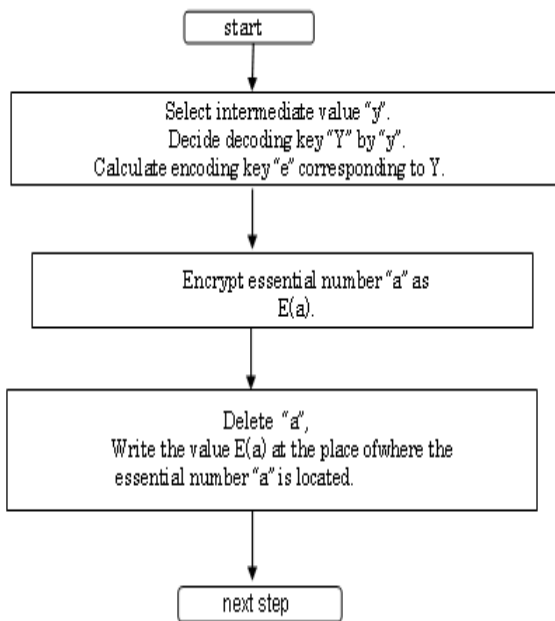 start
Select intermediate value “y”.
Decide decoding key “Y” by “y”.
Calculate encoding key “e” corresponding to Y.
Encrypt essential number “a” as
E(a).
Delete “a”,
Write the value E(a) at the place ofwhere the
essential number “a” is located.
next step